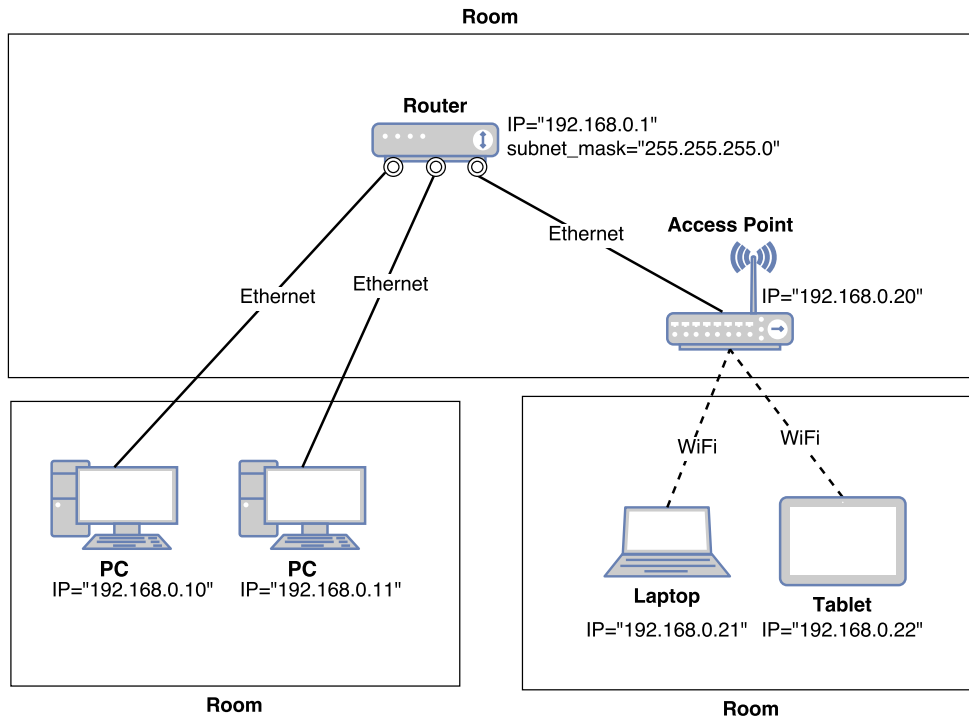 Room
Router
IP="192.168.0.1"
subnet_mask="255.255.255.0"
Access Point
Ethernet
Ethernet
Ethernet
IP="192.168.0.20"
WiFi
WiFi
PC
IP="192.168.0.10"
PC
IP="192.168.0.11"
Laptop
IP="192.168.0.21"
Tablet
IP="192.168.0.22"
Room
Room